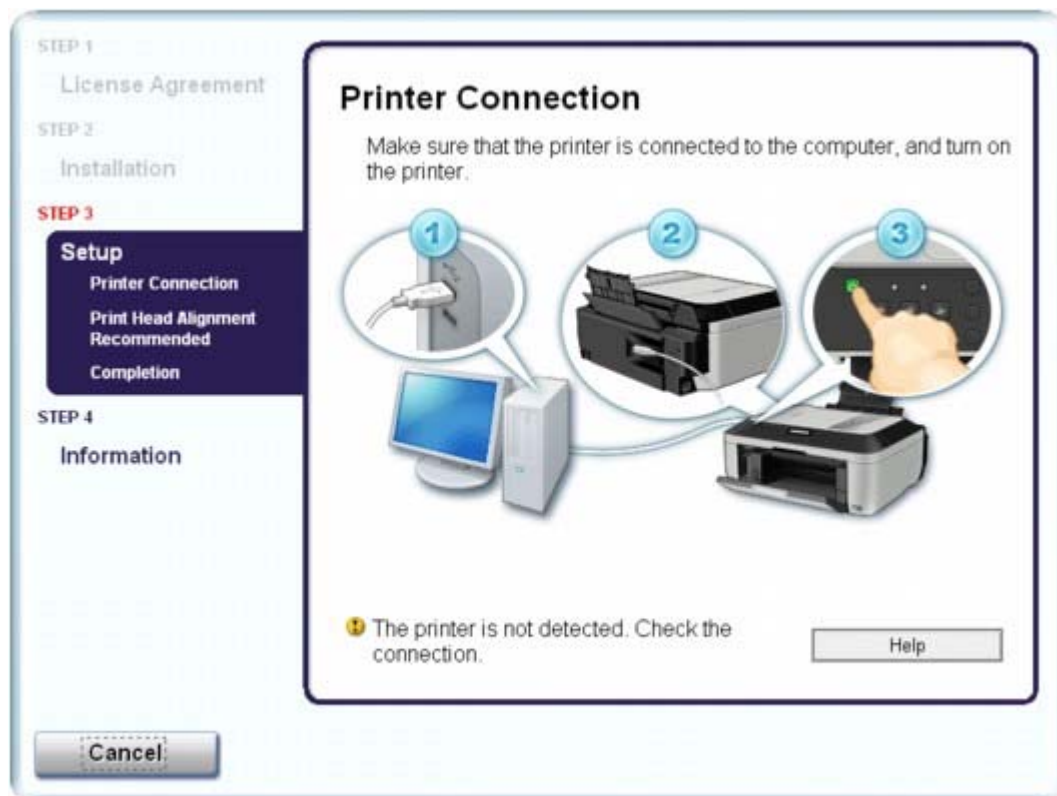 STEP 1
License Agreement
STEP 2
Installation
STEP 3
Setup
Printer Connection
Print Head Alignment
Recommended
Completion
STEP 4
Information
Cancel
Printer Connection
Make sure that the printer is connected to the computer, and turn on
the printer.
1
2
3
The printer is not detected. Check the
connection.
Help